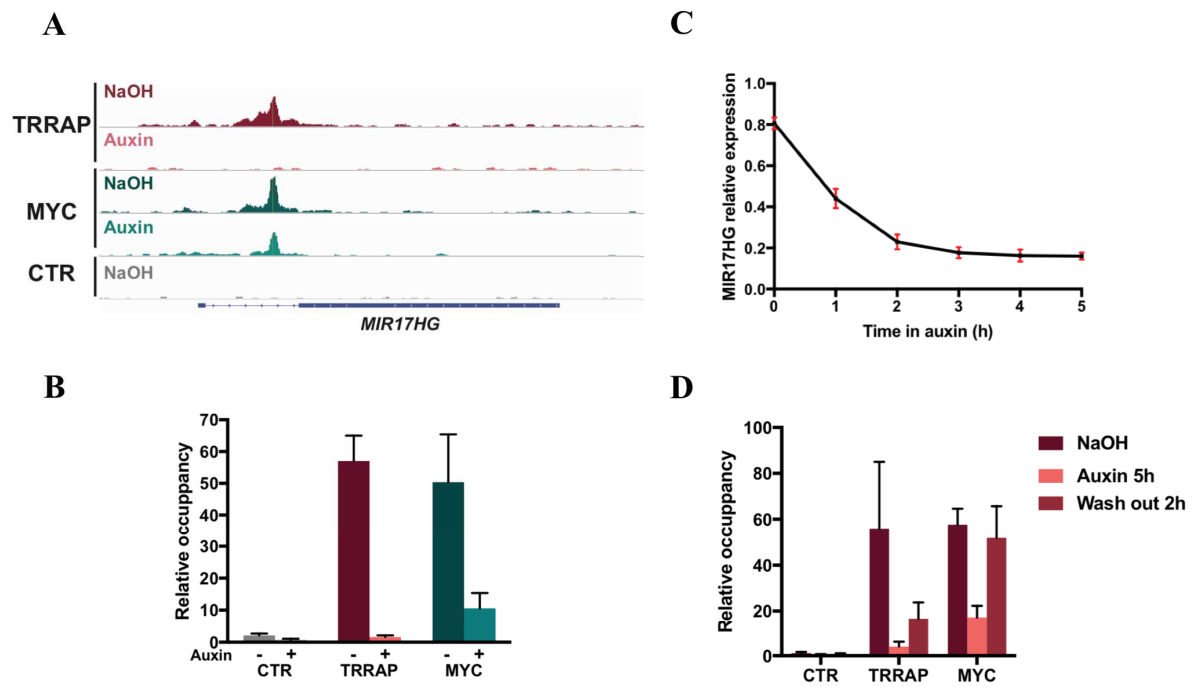 A
TRRAP
NaOH
Auxin
MYC
NaOH
Auxin
CTR
NaOH
MIR17HG
B
Relative occuppancy
70
60
50
40
30
20
10
0
Auxin - + - + - +
CTR TRRAP MYC
C
MIR17HG relative expression
1.0
0.8
0.6
0.4
0.2
0.0
0 1 2 3 4 5
Time in auxin (h)
D
Relative occupancy
100
80
60
40
20
0
CTR TRRAP MYC
NaOH
Auxin 5h
Wash out 2h